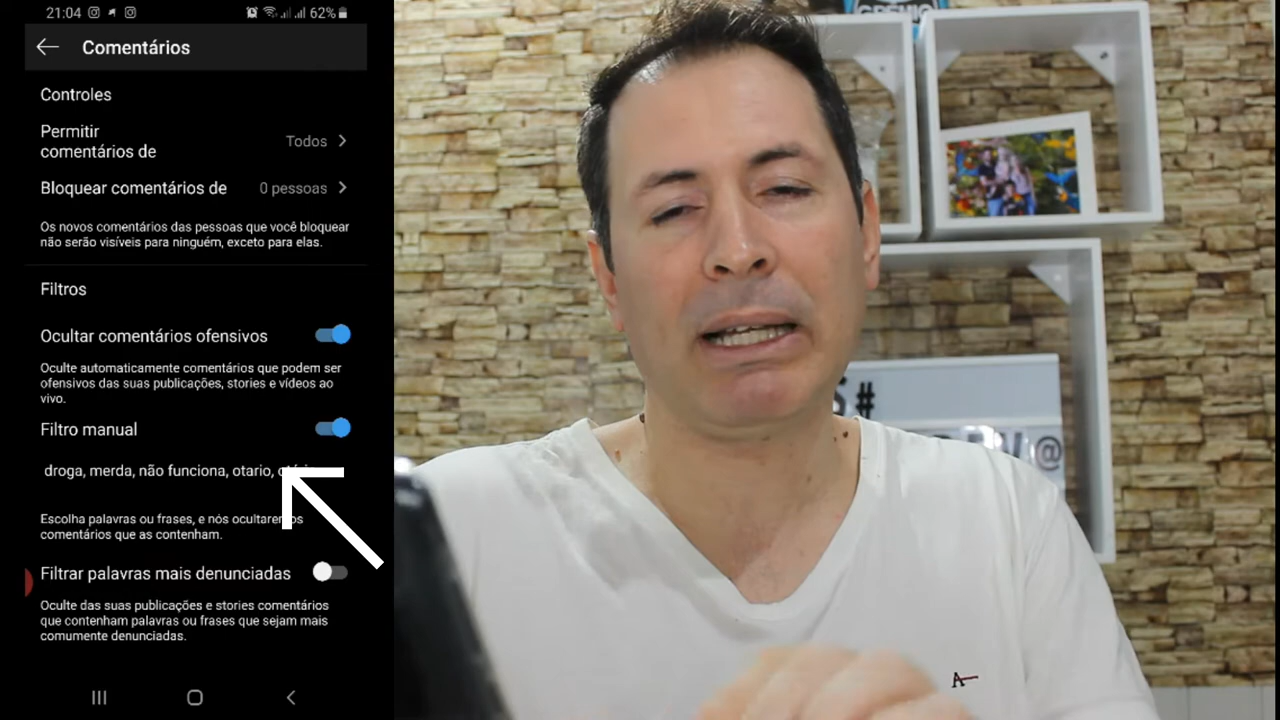 21:04
62%
Comentários
Controles
Permitir
comentários de
Todos
Bloquear comentários de
0 pessoas
Os novos comentários das pessoas que você bloquear
não serão visíveis para ninguém, exceto para elas.
Filtros
Ocultar comentários ofensivos
Oculte automaticamente comentários que podem ser
ofensivos das suas publicações, stories e vídeos ao
vivo.
Filtro manual
droga, merda, não funciona, otario,
Escolha palavras ou frases, e nós ocultaremos
comentários que as contenham.
Filtrar palavras mais denunciadas
Oculte das suas publicações e stories comentários
que contenham palavras ou frases que sejam mais
comumente denunciadas.
GRÊMIO
#
@
A